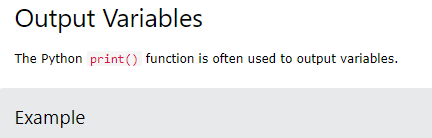 Output Variables
The Python print() function is often used to output variables.
Example